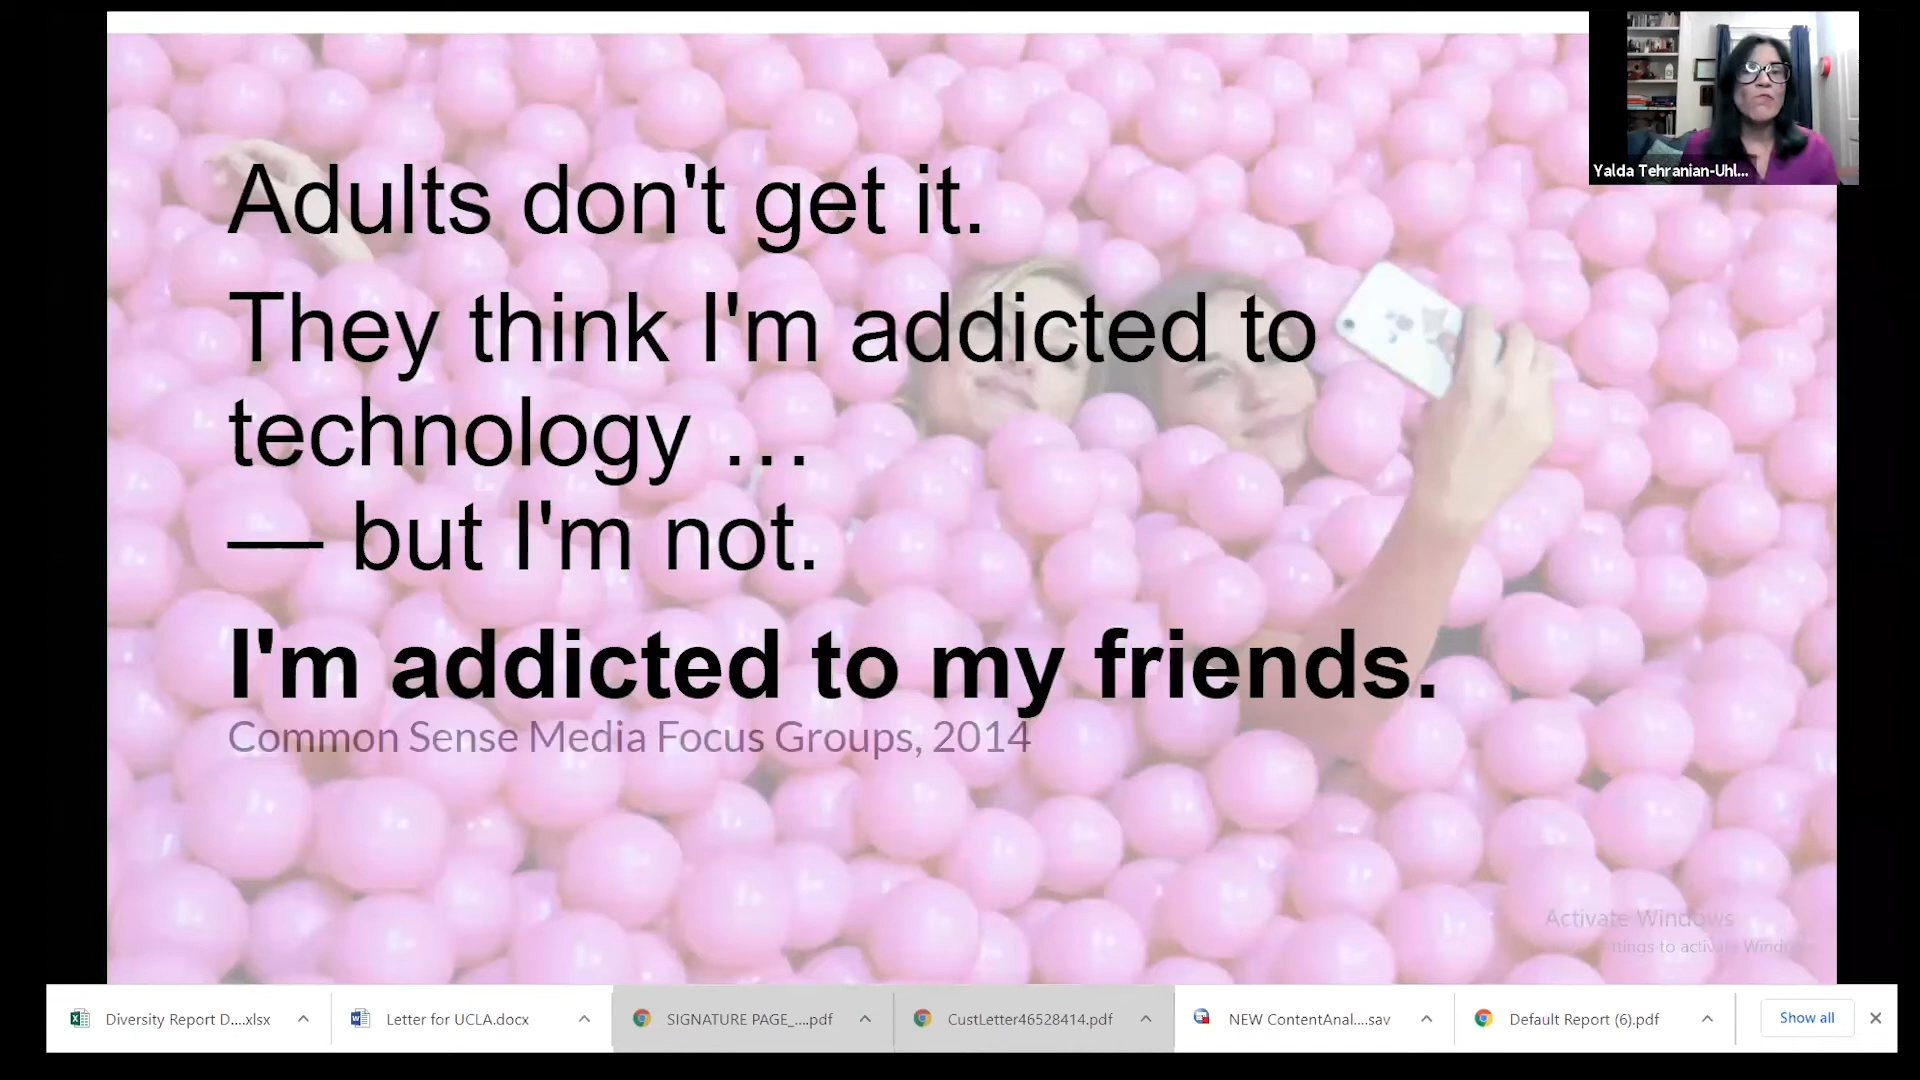 Yalda Tehranian-Uhl...
Adults don't get it.
They think I'm addicted to
technology …
— but I'm not.
I'm addicted to my friends.
Common Sense Media Focus Groups, 2014
Activate Windows
to activate
Diversity Report D....xlsx
Letter for UCLA.docx
SIGNATURE PAGE_....pdf
CustLetter46528414.pdf
NEW ContentAnal....sav
Default Report (6).pdf
Show all